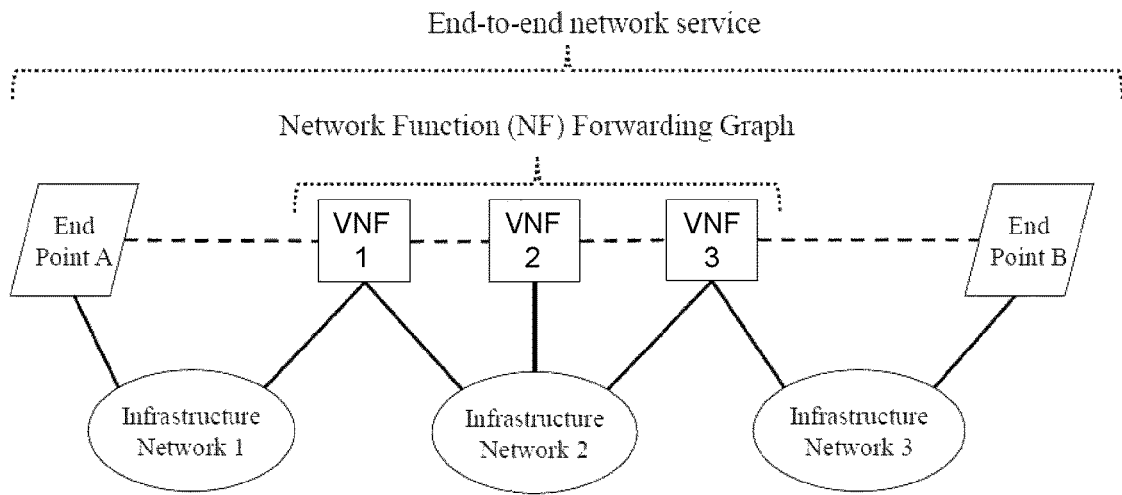 End-to-end network service
Network Function (NF) Forwarding Graph
End
Point A
VNF
1
VNF
2
VNF
3
End
Point B
Infrastructure
Network 1
Infrastructure
Network 2
Infrastructure
Network 3